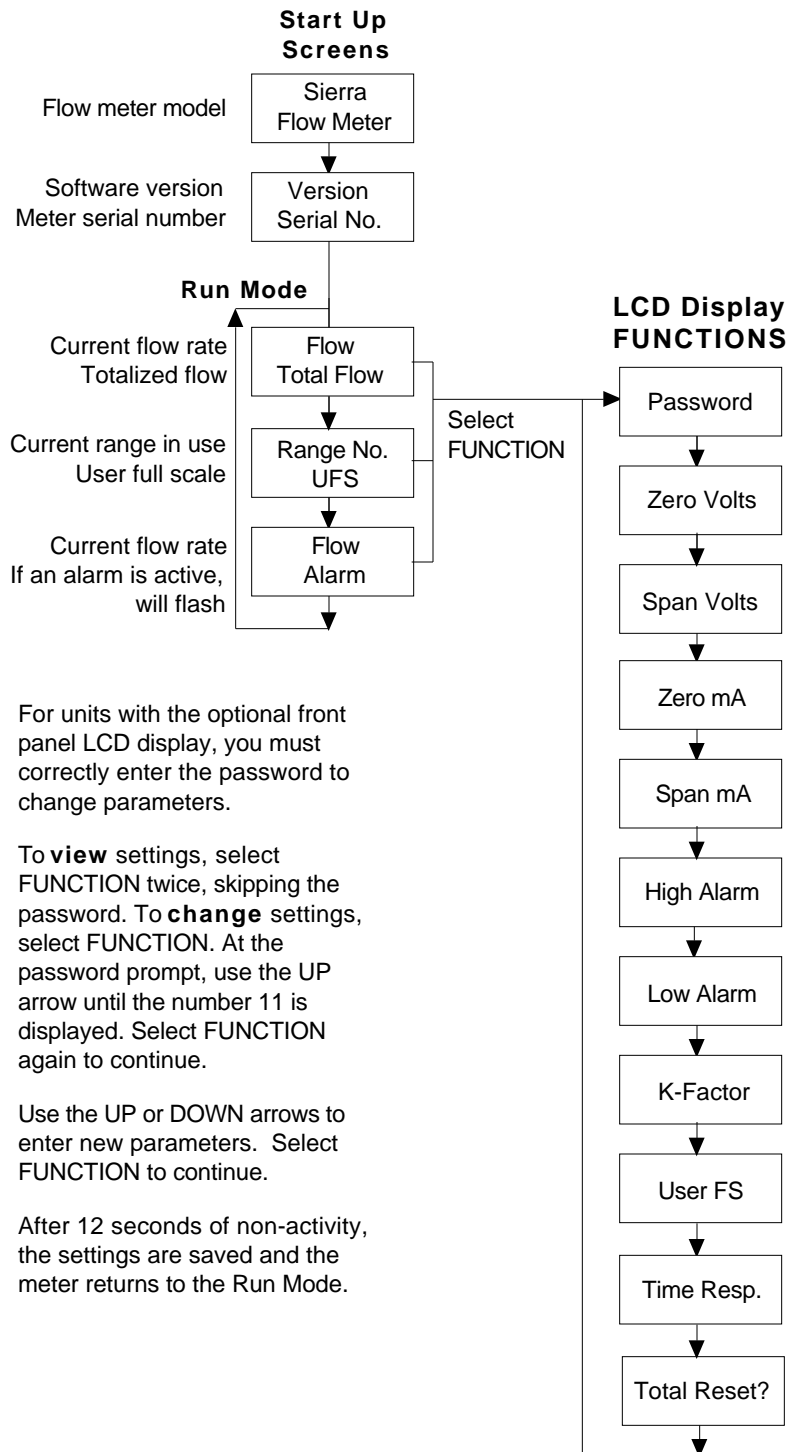 Start Up
Screens
Flow meter model
Sierra
Flow Meter
Software version
Meter serial number
Version
Serial No.
Run Mode
Current flow rate
Totalized flow
Flow
Total Flow
Current range in use
User full scale
Range No.
UFS
Current flow rate
If an alarm is active,
will flash
Flow
Alarm
Select
FUNCTION
For units with the optional front
panel LCD display, you must
correctly enter the password to
change parameters.
To view settings, select
FUNCTION twice, skipping the
password. To change settings,
select FUNCTION. At the
password prompt, use the UP
arrow until the number 11 is
displayed. Select FUNCTION
again to continue.
Use the UP or DOWN arrows to
enter new parameters.  Select
FUNCTION to continue.
After 12 seconds of non-activity,
the settings are saved and the
meter returns to the Run Mode.
LCD Display
FUNCTIONS
Password
Zero Volts
Span Volts
Zero mA
Span mA
High Alarm
Low Alarm
K-Factor
User FS
Time Resp.
Total Reset?